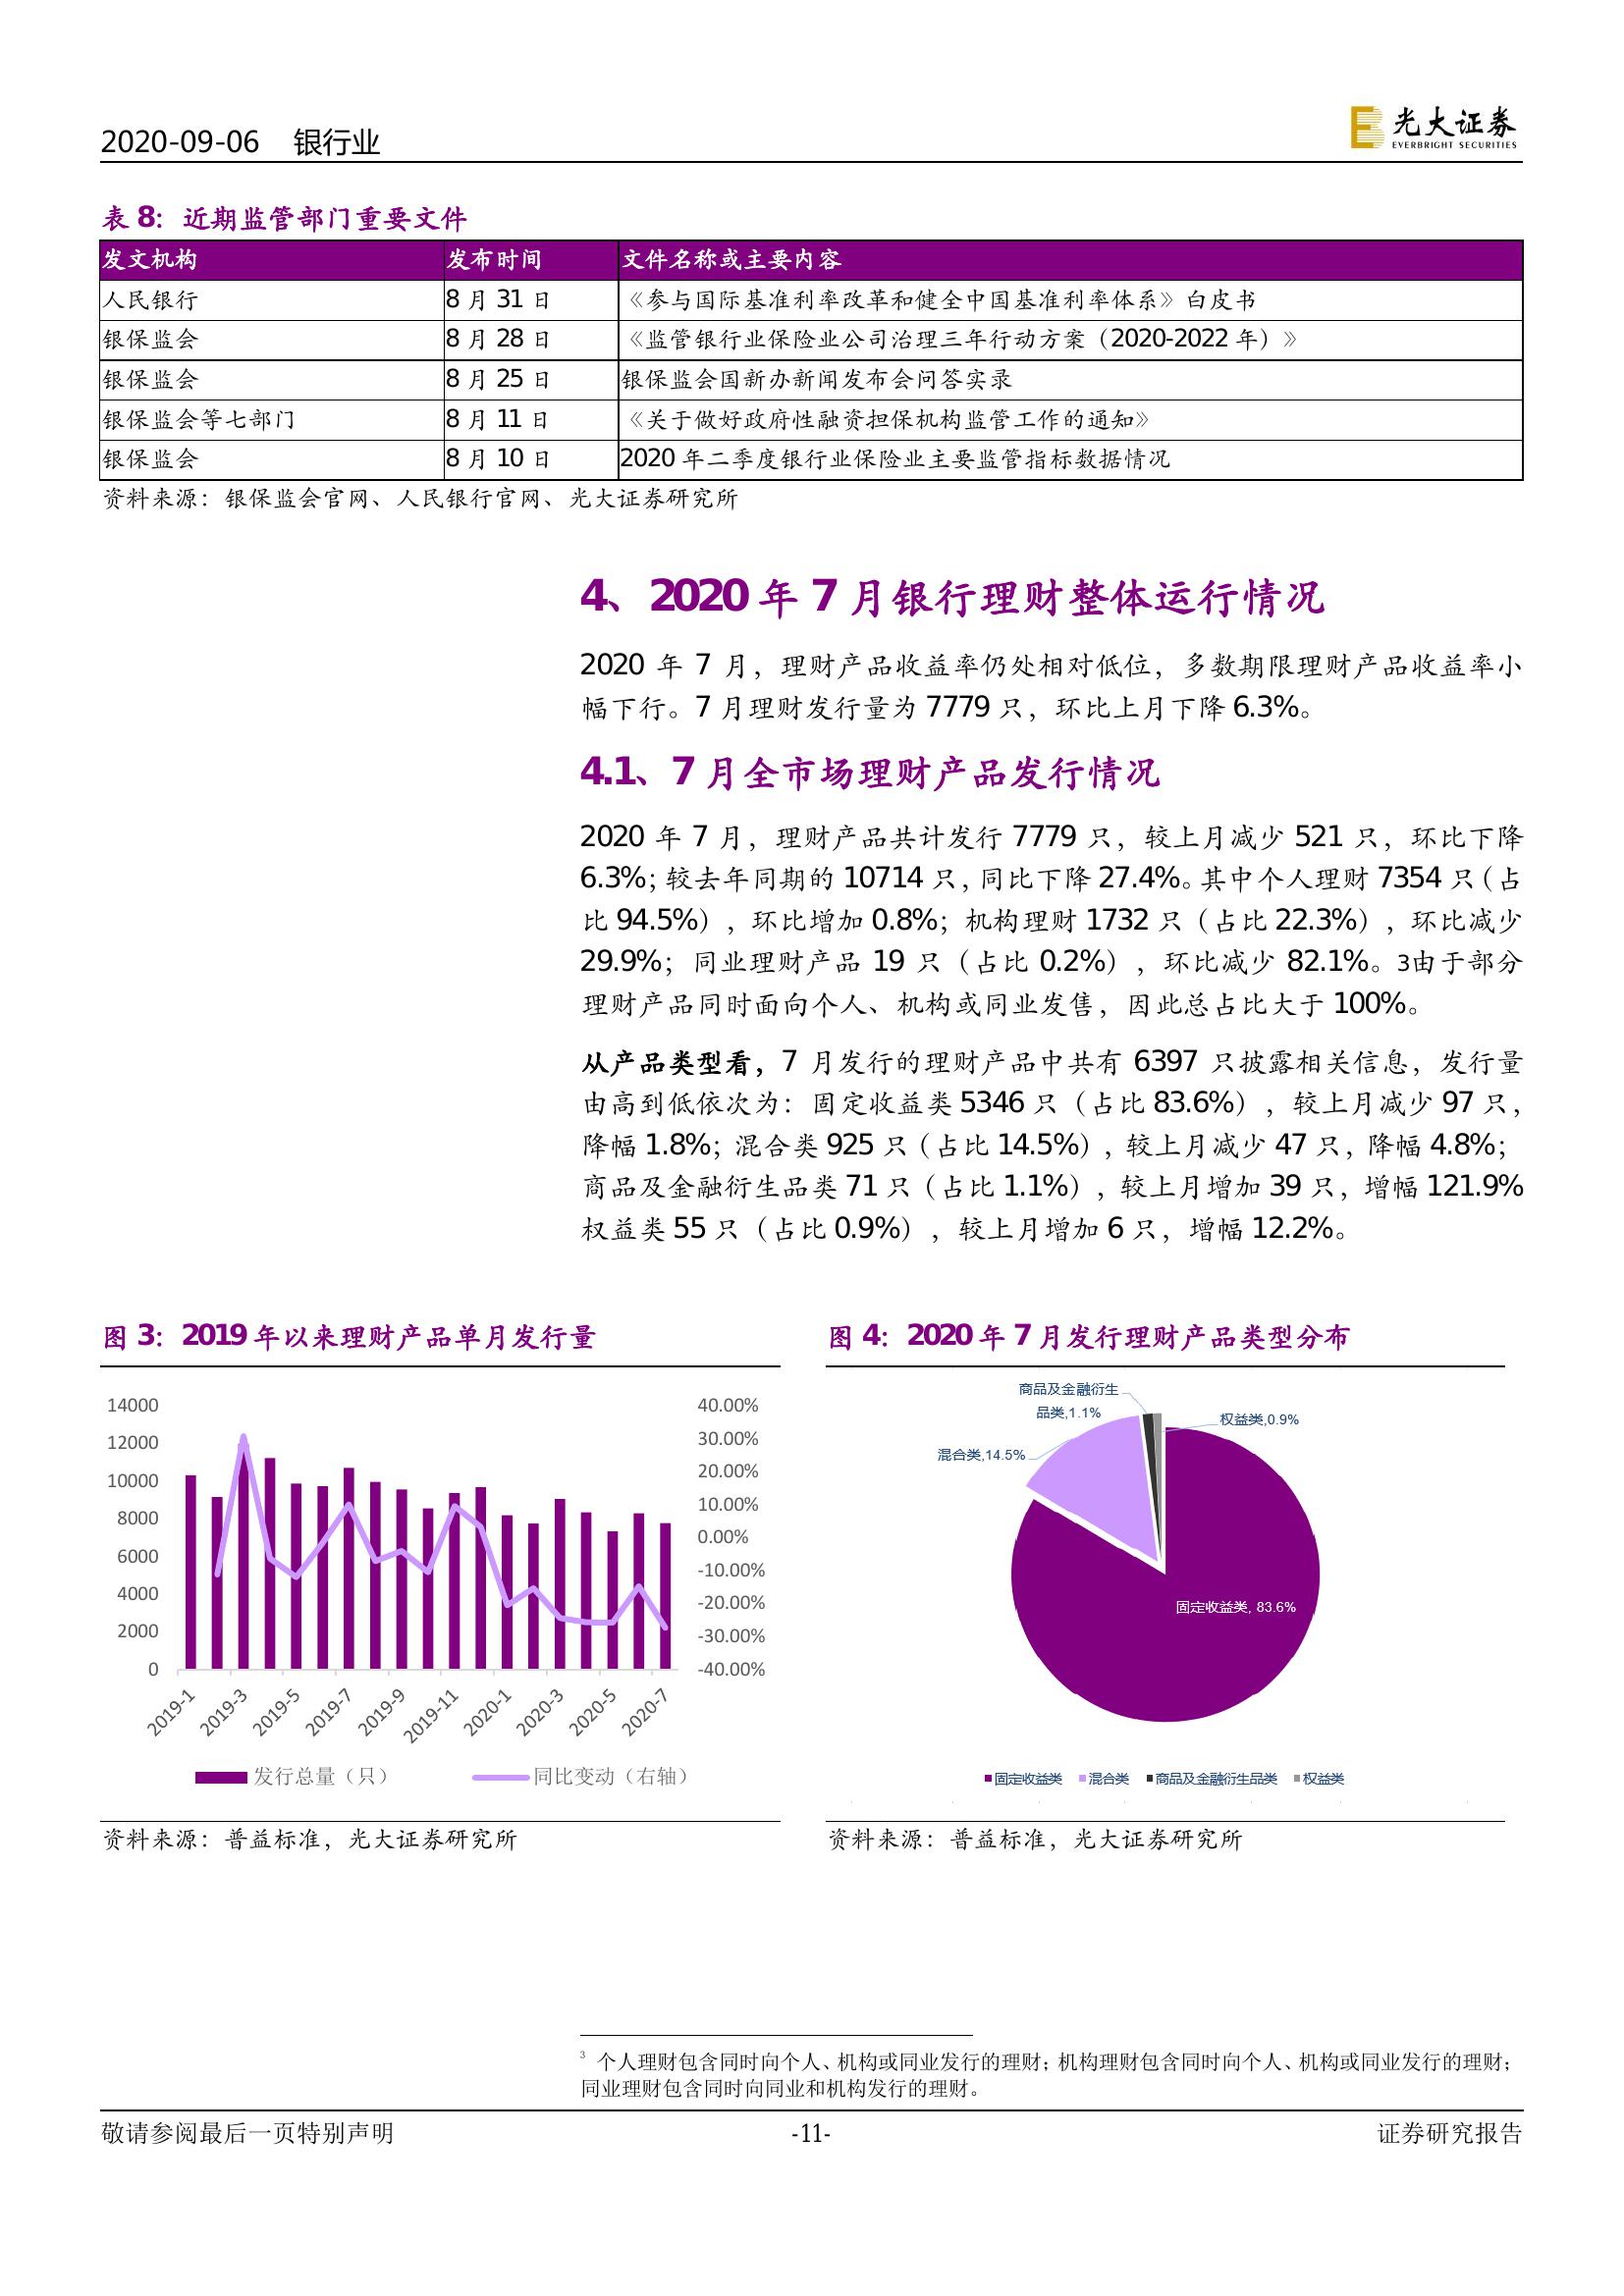 2020-09-06 银行业
光大证券
EVERBRIGHT SECURITIES
表 8：近期监管部门重要文件
发文机构 发布时间 文件名称或主要内容
人民银行 8 月 31 日 《参与国际基准利率改革和健全中国基准利率体系》白皮书
银保监会 8 月 28 日 《监管银行业保险业公司治理三年行动方案（2020-2022 年）》
银保监会 8 月 25 日 银保监会国新办新闻发布会问答实录
银保监会等七部门 8 月 11 日 《关于做好政府性融资担保机构监管工作的通知》
银保监会 8 月 10 日 2020 年二季度银行业保险业主要监管指标数据情况
资料来源：银保监会官网、人民银行官网、光大证券研究所
4、2020 年 7 月银行理财整体运行情况
2020 年 7 月，理财产品收益率仍处相对低位，多数期限理财产品收益率小
幅下行。7 月理财发行量为 7779 只，环比上月下降 6.3%。
4.1、7 月全市场理财产品发行情况
2020 年 7 月，理财产品共计发行 7779 只，较上月减少 521 只，环比下降
6.3%；较去年同期的 10714 只，同比下降 27.4%。其中个人理财 7354 只（占
比 94.5%），环比增加 0.8%；机构理财 1732 只（占比 22.3%），环比减少
29.9%；同业理财产品 19 只（占比 0.2%），环比减少 82.1%。3由于部分
理财产品同时面向个人、机构或同业发售，因此总占比大于 100%。
从产品类型看，7 月发行的理财产品中共有 6397 只披露相关信息，发行量
由高到低依次为：固定收益类 5346 只（占比 83.6%），较上月减少 97 只，
降幅 1.8%；混合类 925 只（占比 14.5%），较上月减少 47 只，降幅 4.8%；
商品及金融衍生品类 71 只（占比 1.1%），较上月增加 39 只，增幅 121.9%
权益类 55 只（占比 0.9%），较上月增加 6 只，增幅 12.2%。
图 3：2019 年以来理财产品单月发行量
14000
12000
10000
8000
6000
4000
2000
0
40.00%
30.00%
20.00%
10.00%
0.00%
-10.00%
-20.00%
-30.00%
-40.00%
2019-1 2019-3 2019-5 2019-7 2019-9 2019-11 2020-1 2020-3 2020-5 2020-7
发行总量（只） 同比变动（右轴）
资料来源：普益标准，光大证券研究所
图 4：2020 年 7 月发行理财产品类型分布
商品及金融衍生
品类,1.1%
权益类,0.9%
混合类,14.5%
固定收益类, 83.6%
固定收益类 混合类 商品及金融衍生品类 权益类
资料来源：普益标准，光大证券研究所
3 个人理财包含同时向个人、机构或同业发行的理财；机构理财包含同时向个人、机构或同业发行的理财；
同业理财包含同时向同业和机构发行的理财。
敬请参阅最后一页特别声明 -11- 证券研究报告